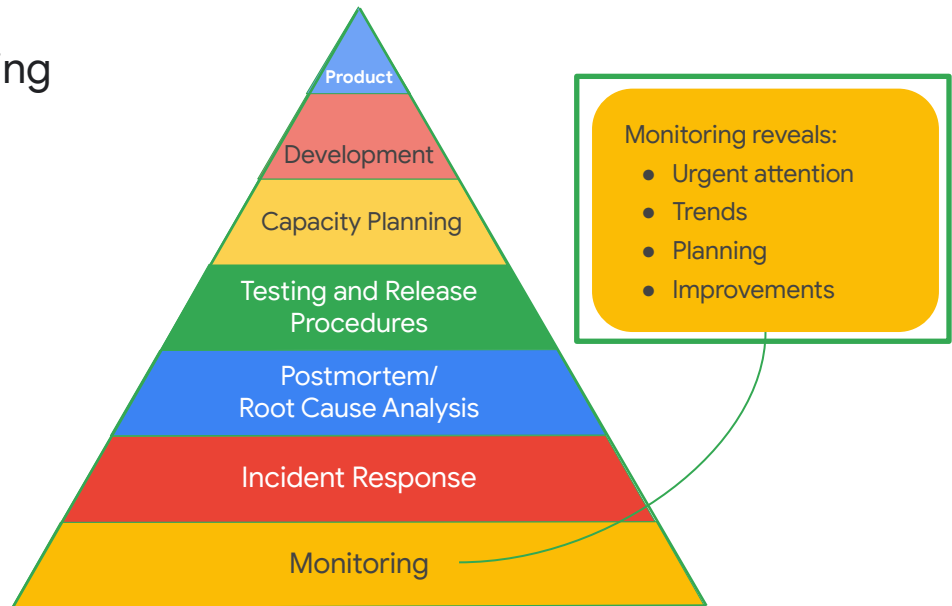 Product
Development
Capacity Planning
Testing and Release
Procedures
Postmortem/
Root Cause Analysis
Incident Response
Monitoring
Monitoring reveals:
● Urgent attention
● Trends
● Planning
● Improvements